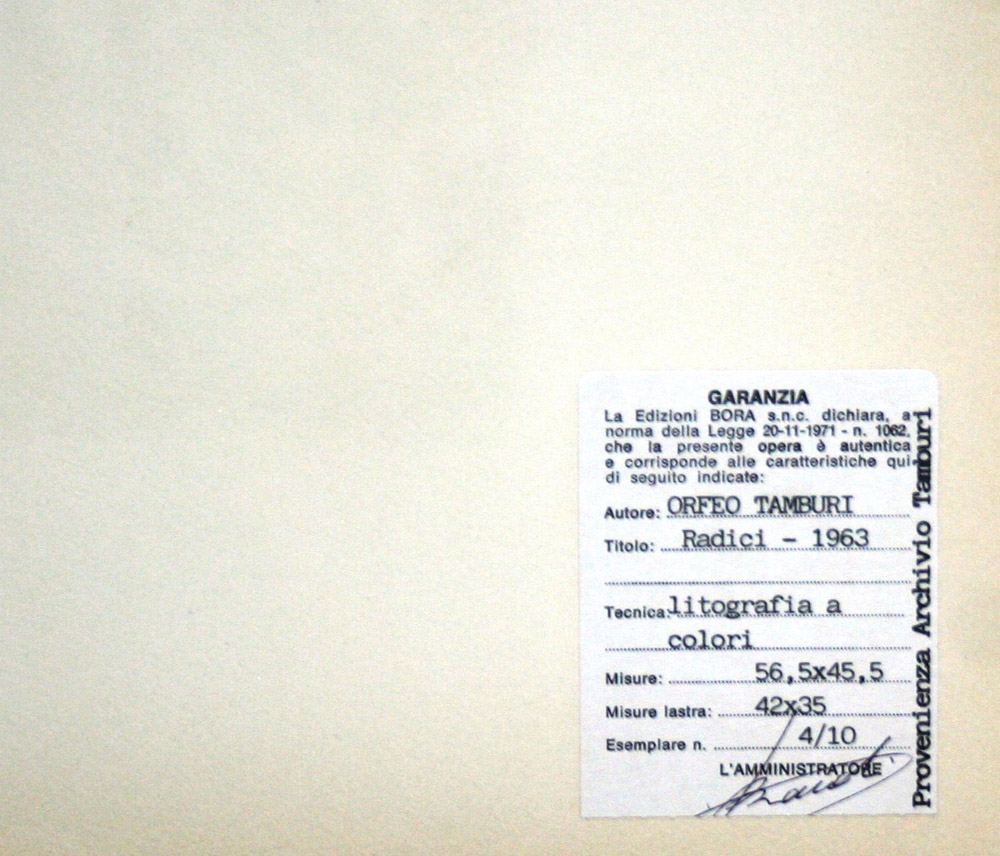 GARANZIA
La Edizioni BORA s.n.c. dichiara, a
norma della Legge 20-11-1971 - n. 1062,
che la presente opera è autentica
e corrisponde alle caratteristiche qui
di seguito indicate:
Autore: ORFEO TAMBURI
Titolo: Radici - 1963
Tecnica: litografia a
colori
Misure: 56,5x45,5
Misure lastra: 42x35
Esemplare n. 4/10
L'AMMINISTRATORE
Provenienza Archivio Tamburi